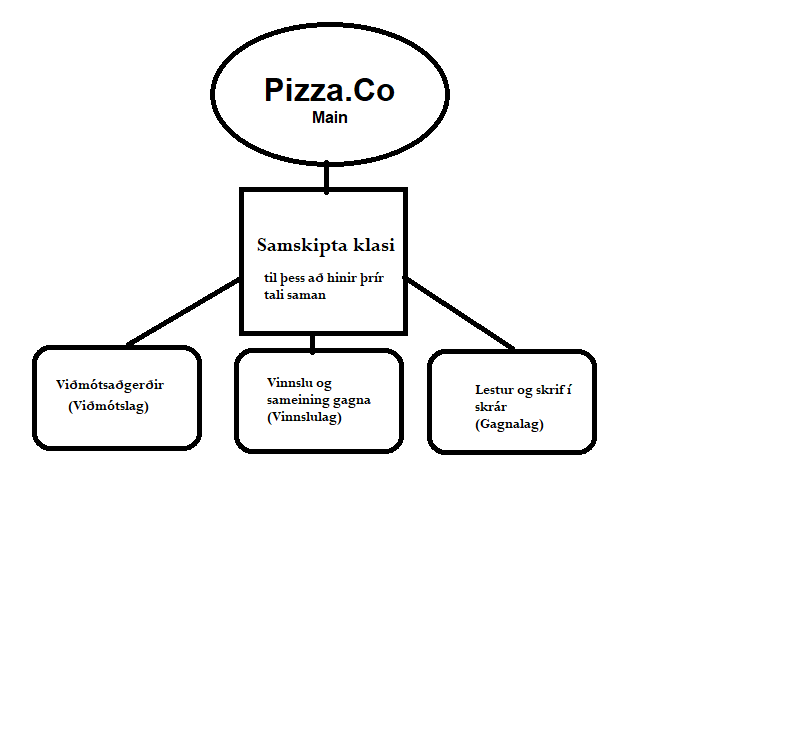 Pizza.Co
Main
Samskipta klasi
til þess að hinir þrír
tali saman
Viðmótsaðgerðir
(Viðmótslag)
Vinnslu og
sameining gagna
(Vinnslulag)
Lestur og skrif í
skrár
(Gagnalag)